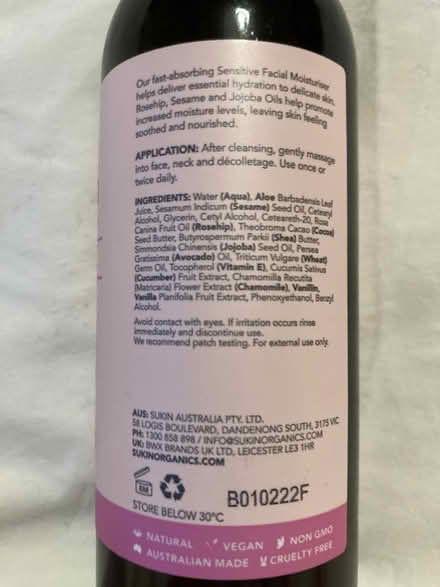 Our fast-absorbing Sensitive Facial Moisturiser
helps deliver essential hydration to delicate skin.
Rosehip, Sesame and Jojoba Oils help promote
increased moisture levels, leaving skin feeling
soothed and nourished.
APPLICATION: After cleansing, gently massage
into face, neck and décolletage. Use once or
twice daily.
INGREDIENTS: Water (Aqua), Aloe Barbadensis Leaf
Juice, Sesamum Indicum (Sesame) Seed Oil, Cetearyl
Alcohol, Glycerin, Cetyl Alcohol, Ceteareth-20, Rosa
Canina Fruit Oil (Rosehip), Theobroma Cacao (Cocoa)
Seed Butter, Butyrospermum Parkii (Shea) Butter,
Simmondsia Chinensis (Jojoba) Seed Oil, Persea
Gratissima (Avocado) Oil, Triticum Vulgare (Wheat)
Germ Oil, Tocopherol (Vitamin E), Cucumis Sativus
(Cucumber) Fruit Extract, Chamomilla Recutita
(Matricaria) Flower Extract (Chamomile), Vanillin,
Vanilla Planifolia Fruit Extract, Phenoxyethanol, Benzyl
Alcohol.
Avoid contact with eyes. If irritation occurs rinse
immediately and discontinue use.
We recommend patch testing. For external use only.
AUS: SUKIN AUSTRALIA PTY. LTD.
58 LOGIS BOULEVARD, DANDENONG SOUTH, 3175 VIC
PH: 1300 858 898 / INFO@SUKINORGANICS.COM
UK: BWX BRANDS UK LTD, LEICESTER LE3 1HR
SUKINORGANICS.COM
6M
B010222F
STORE BELOW 30°C
NATURAL VEGAN NON GMO
AUSTRALIAN MADE CRUELTY FREE